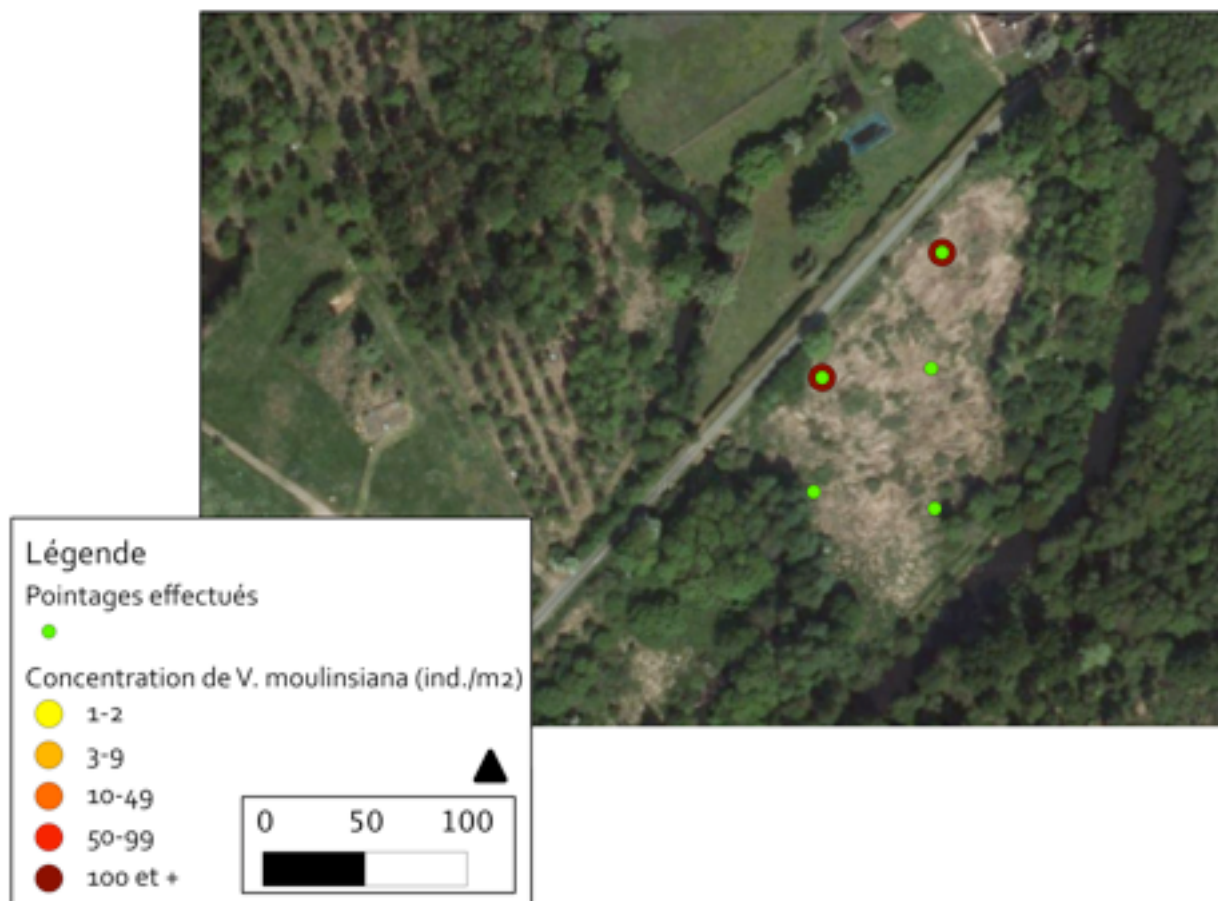 Légende
Pointages effectués
Concentration de V. moulinsiana (ind./m2)
1-2
3-9
10-49
50-99
100 et +
0 50 100